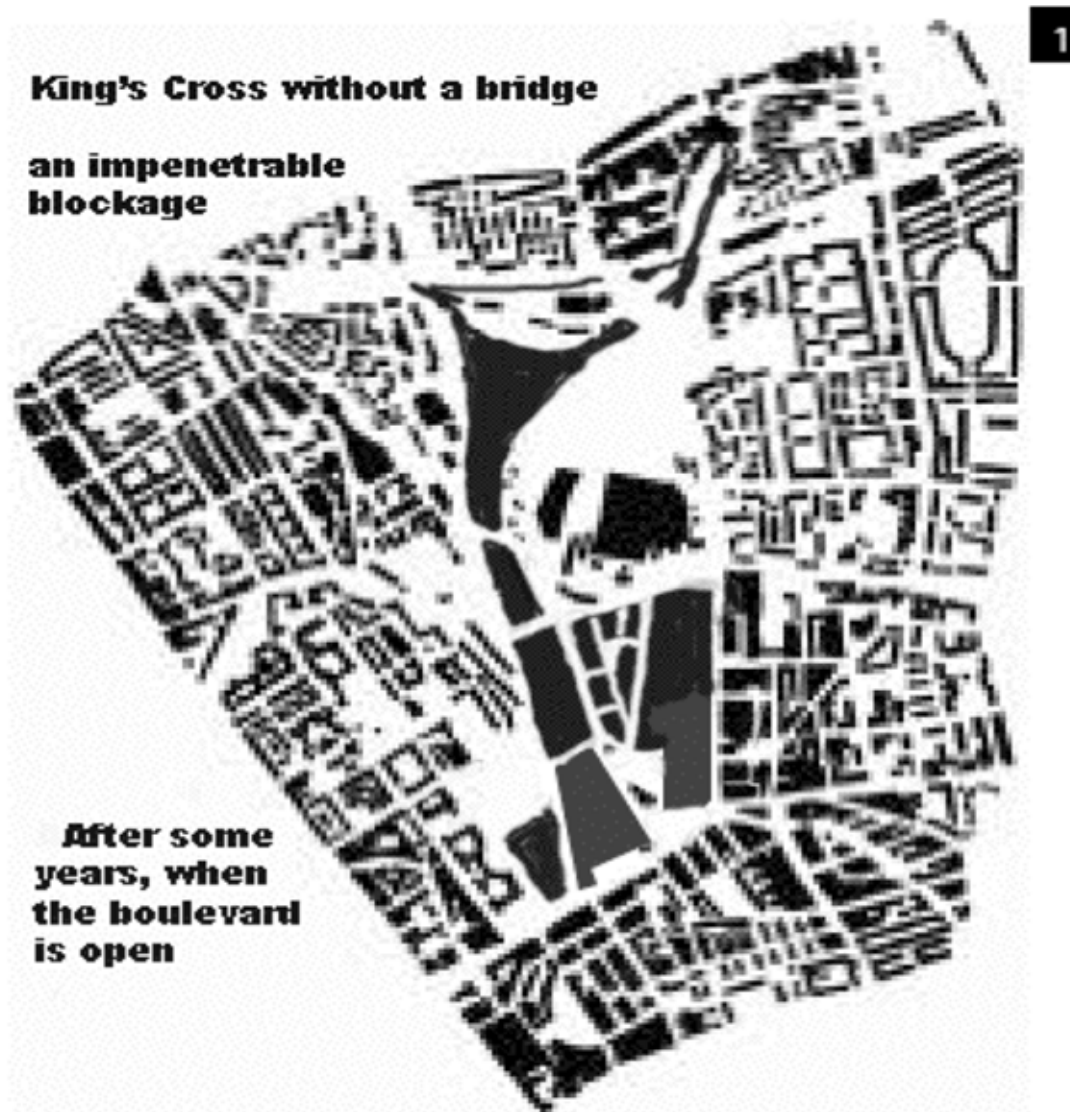 1
King's Cross without a bridge
an impenetrable
blockage
After some
years, when
the boulevard
is open